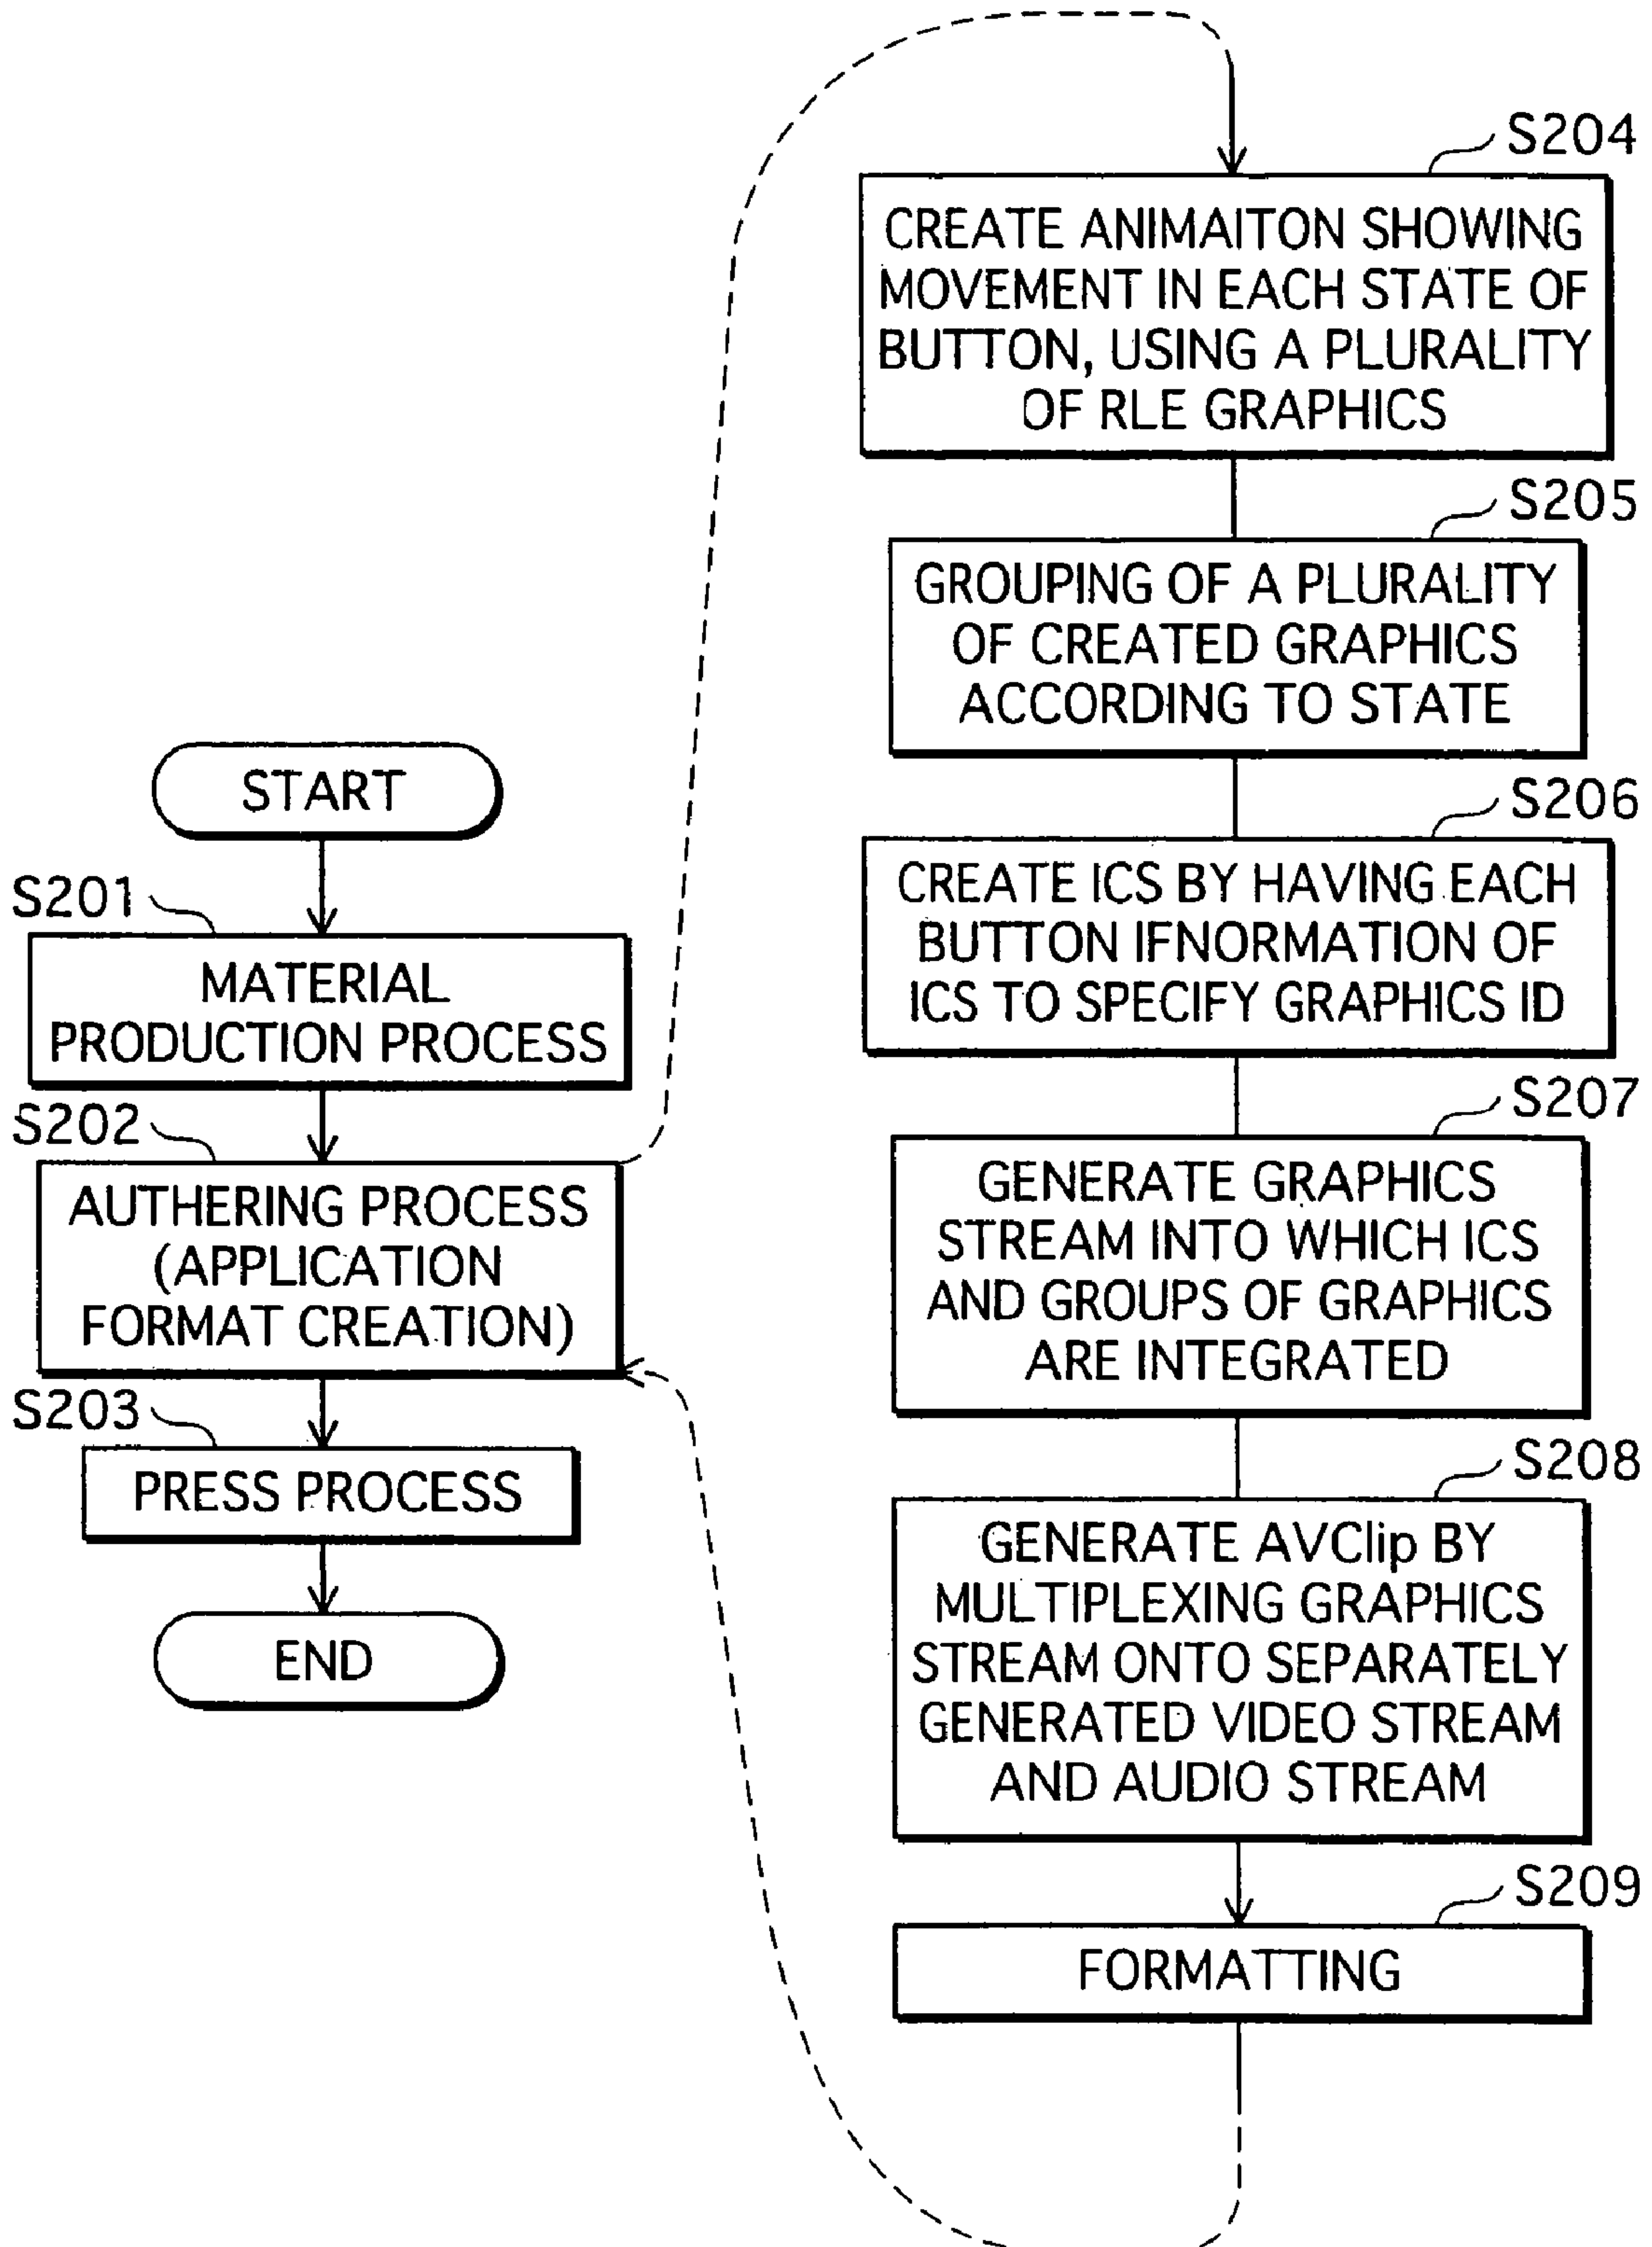 START
S201
MATERIAL
PRODUCTION PROCESS
S202
AUTHERING PROCESS
(APPLICATION
FORMAT CREATION)
S203
PRESS PROCESS
END
S204
CREATE ANIMAITON SHOWING
MOVEMENT IN EACH STATE OF
BUTTON, USING A PLURALITY
OF RLE GRAPHICS
S205
GROUPING OF A PLURALITY
OF CREATED GRAPHICS
ACCORDING TO STATE
S206
CREATE ICS BY HAVING EACH
BUTTON IFNORMATION OF
ICS TO SPECIFY GRAPHICS ID
S207
GENERATE GRAPHICS
STREAM INTO WHICH ICS
AND GROUPS OF GRAPHICS
ARE INTEGRATED
S208
GENERATE AVClip BY
MULTIPLEXING GRAPHICS
STREAM ONTO SEPARATELY
GENERATED VIDEO STREAM
AND AUDIO STREAM
S209
FORMATTING